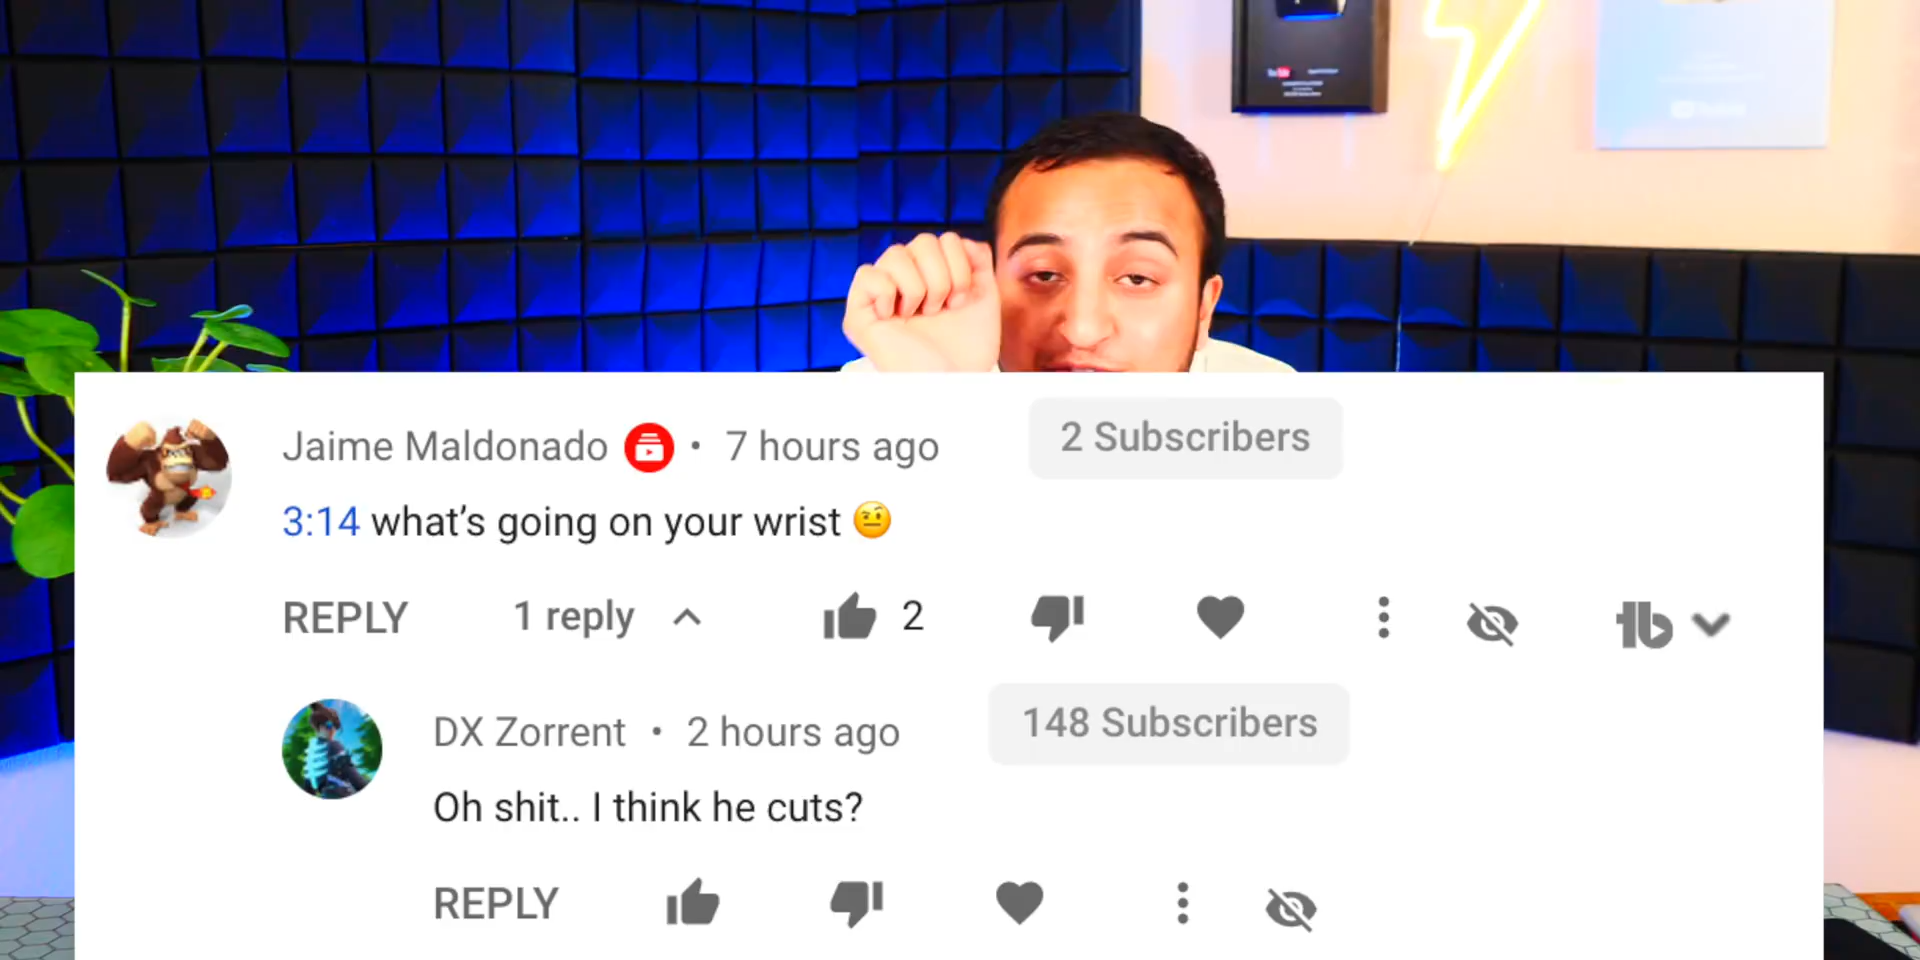 Jaime Maldonado • 7 hours ago 2 Subscribers
3:14 what's going on your wrist 🤨
REPLY 1 reply 2
DX Zorrent • 2 hours ago 148 Subscribers
Oh shit.. I think he cuts?
REPLY